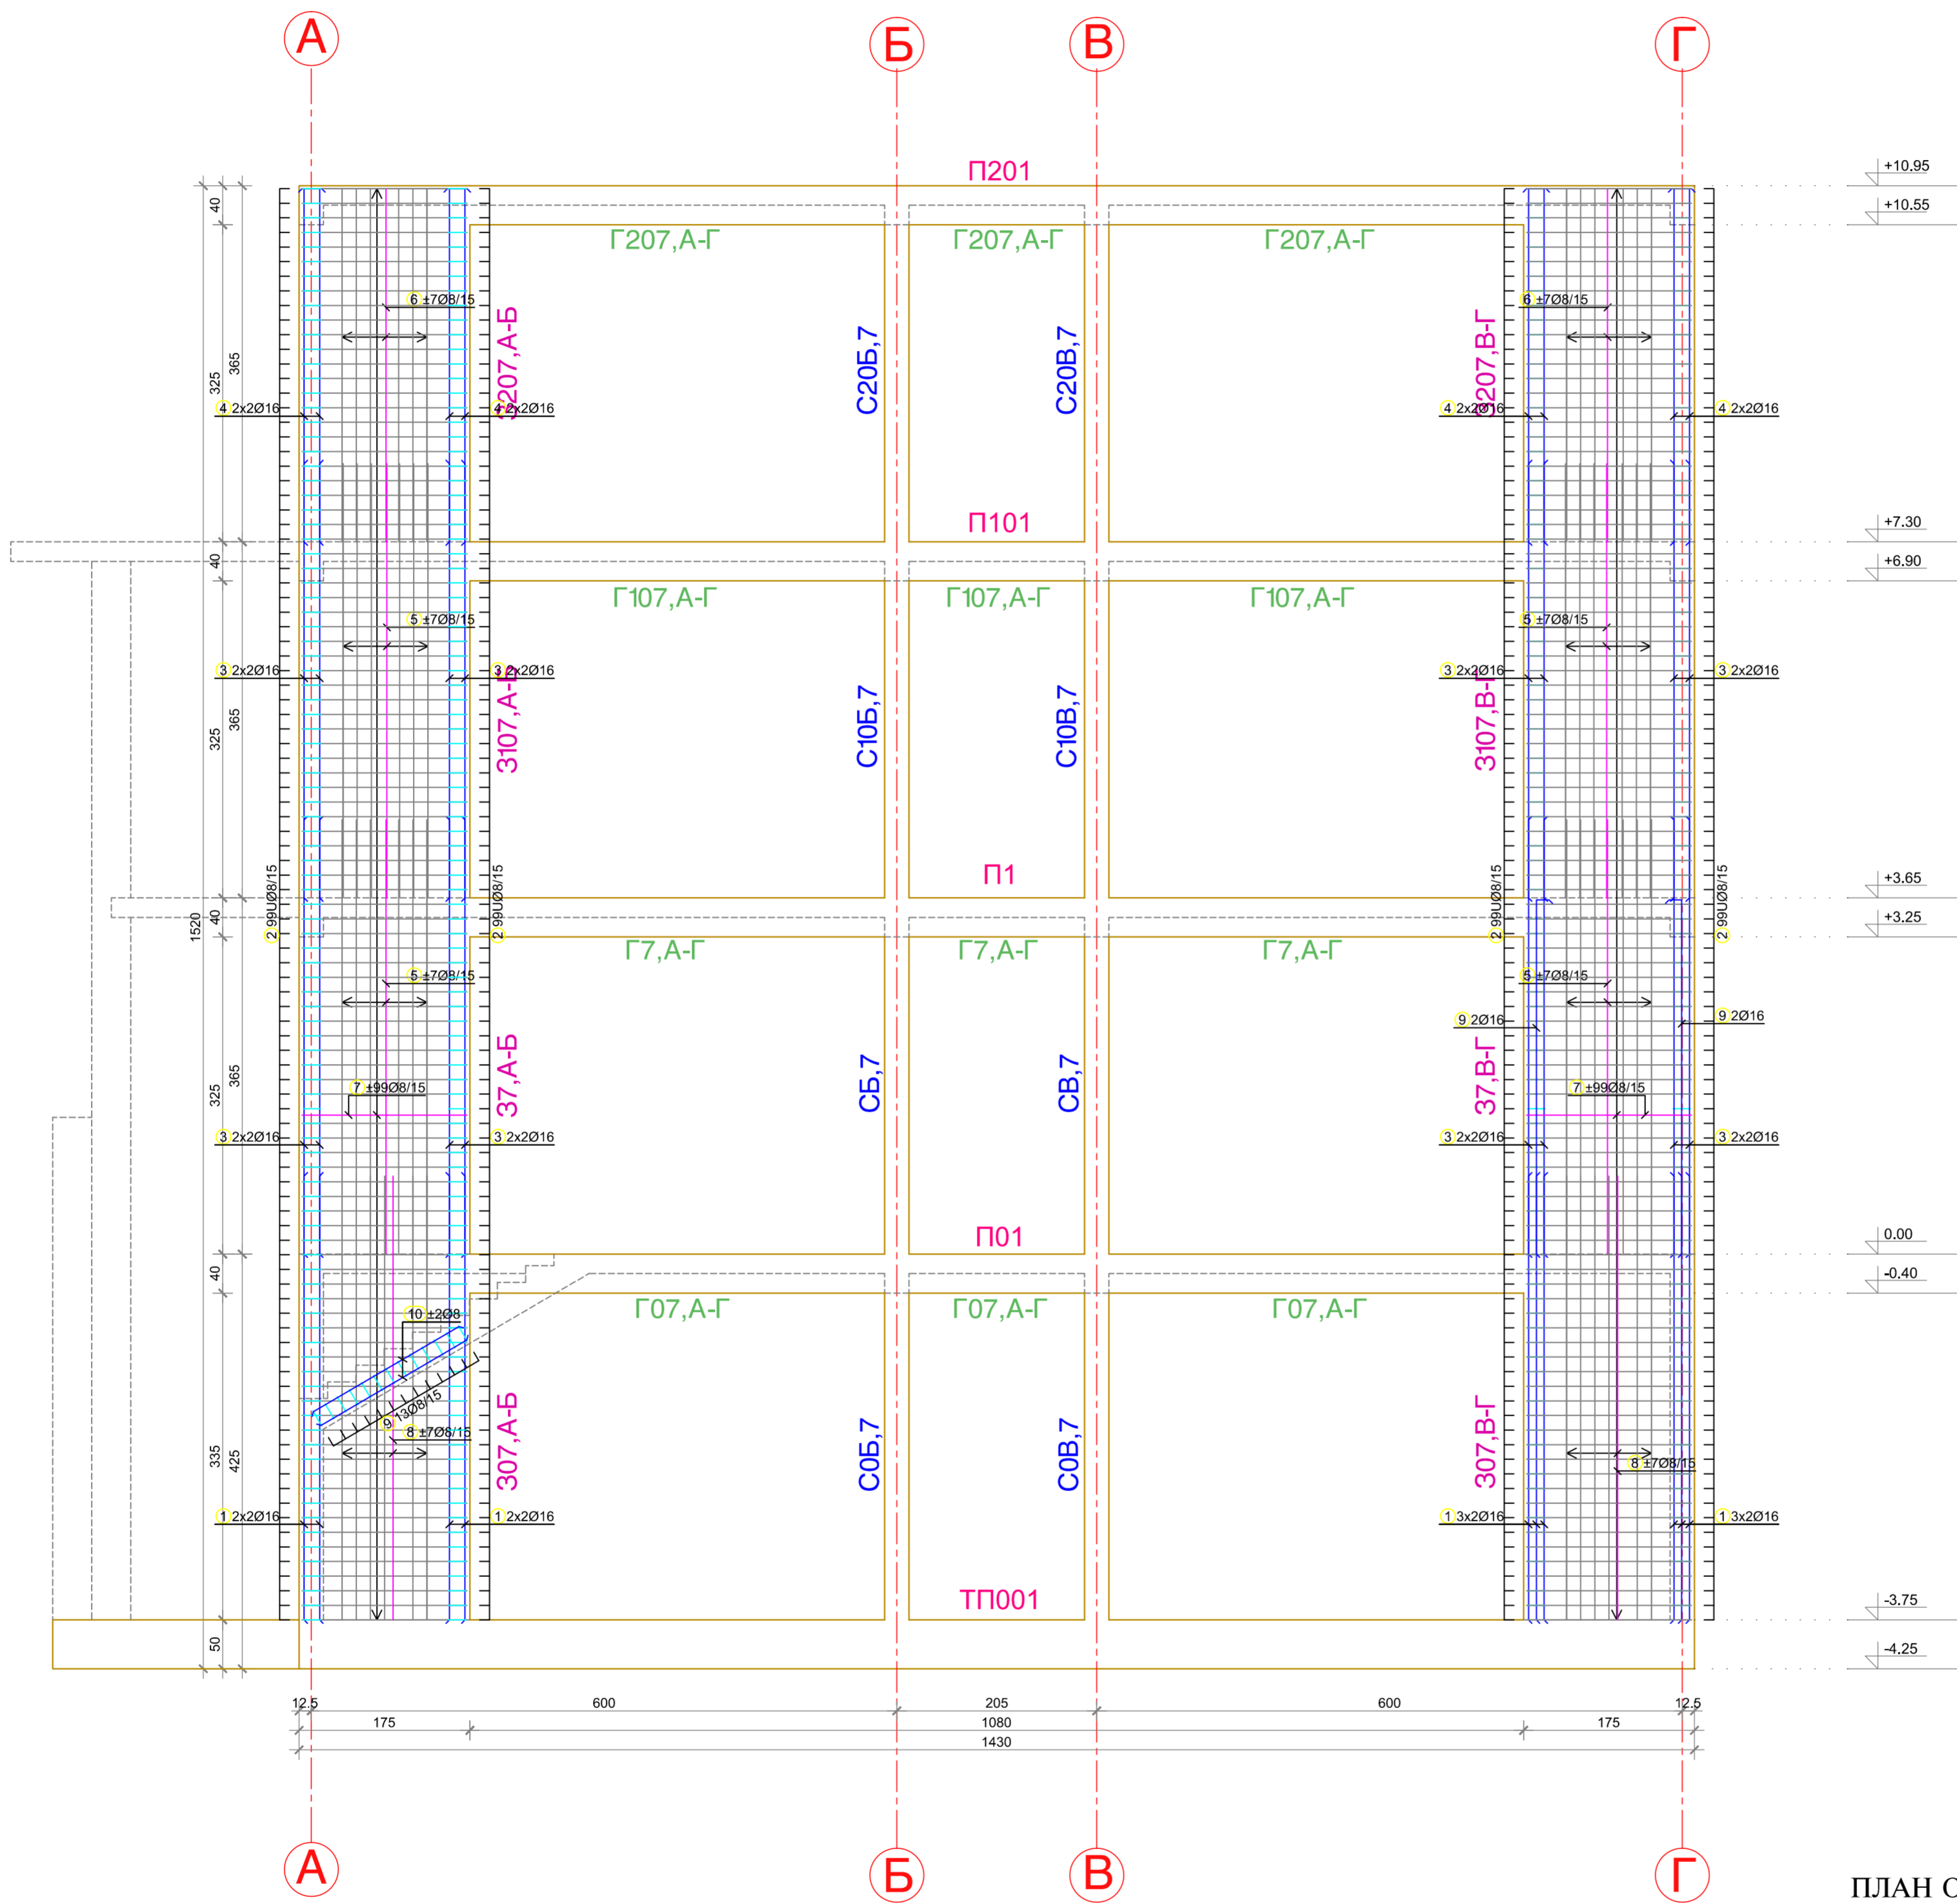 А Б В Г
П201
+10.95
+10.55
40
Г207,А-Г Г207,А-Г Г207,А-Г
6 ±7Ø8/15 6 ±7Ø8/15
325 365
С20Б,7 С20В,7
4 2x2Ø16 4 2x2Ø16 4 2x2Ø16 4 2x2Ø16
П101
+7.30
+6.90
40
Г107,А-Г Г107,А-Г Г107,А-Г
5 ±7Ø8/15 5 ±7Ø8/15
3 2x2Ø16 3 2x2Ø16 3 2x2Ø16 3 2x2Ø16
325 365
З107,В-Г
С10Б,7 С10В,7
П1
+3.65
+3.25
1520 40
2 99UØ8/15 2 99UØ8/15 2 99UØ8/15 2 99UØ8/15
Г7,А-Г Г7,А-Г Г7,А-Г
5 ±7Ø8/15 5 ±7Ø8/15
9 2Ø16 9 2Ø16
325 365
З7,А-Б СБ,7 СВ,7 З7,В-Г
7 ±99Ø8/15 7 ±99Ø8/15
3 2x2Ø16 3 2x2Ø16 3 2x2Ø16 3 2x2Ø16
П01
0.00
-0.40
40
Г07,А-Г Г07,А-Г Г07,А-Г
10 ±2Ø8
9 13Ø8/15
8 ±7Ø8/15 8 ±7Ø8/15
335 425
З07,А-Б С0Б,7 С0В,7 З07,В-Г
1 2x2Ø16 1 2x2Ø16 1 3x2Ø16 1 3x2Ø16
ТП001
-3.75
50
-4.25
12.5 600 205 600 12.5
175 1080 175
1430
А Б В Г
ПЛАН